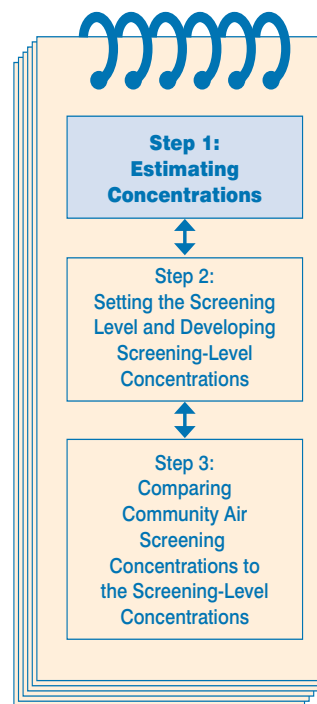 Step 1:
Estimating
Concentrations
Step 2:
Setting the Screening
Level and Developing
Screening-Level
Concentrations
Step 3:
Comparing
Community Air
Screening
Concentrations to
the Screening-Level
Concentrations